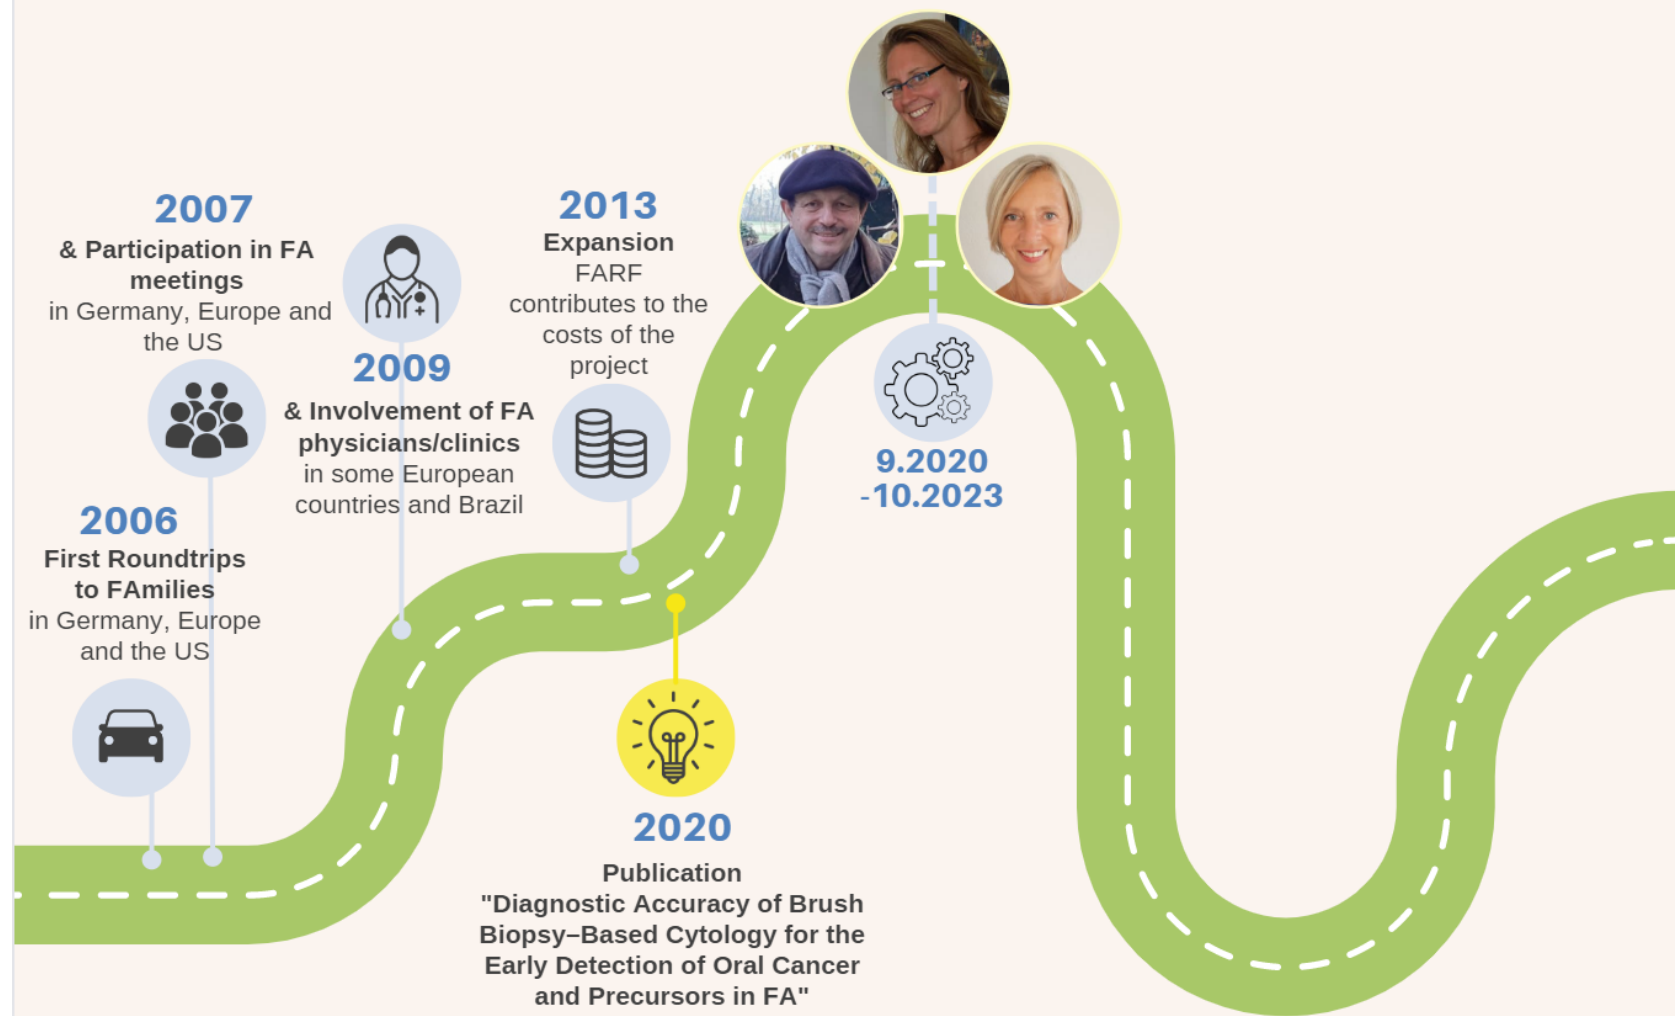 2007
& Participation in FA
meetings
in Germany, Europe and
the US
2006
First Roundtrips
to FAmilies
in Germany, Europe
and the US
2009
& Involvement of FA
physicians/clinics
in some European
countries and Brazil
2013
Expansion
FARF
contributes to the
costs of the
project
2020
Publication
"Diagnostic Accuracy of Brush
Biopsy–Based Cytology for the
Early Detection of Oral Cancer
and Precursors in FA"
9.2020
-10.2023